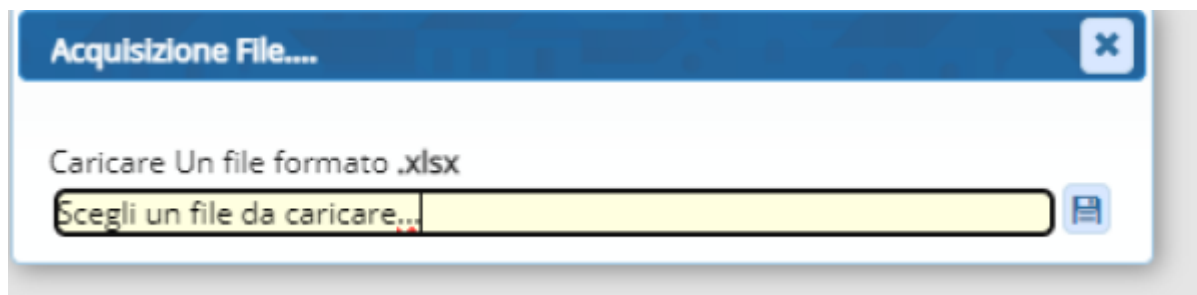 Acquisizione File....
Caricare Un file formato .xlsx
Scegli un file da caricare...